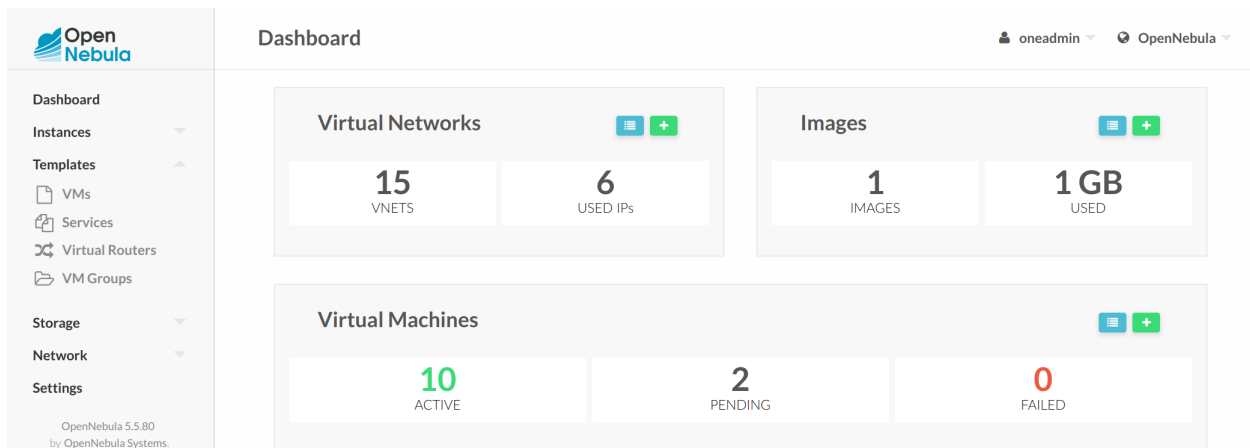 Open
Nebula
Dashboard
oneadmin
OpenNebula
Dashboard
Instances
Templates
VMs
Services
Virtual Routers
VM Groups
Storage
Network
Settings
OpenNebula 5.5.80
by OpenNebula Systems.
Virtual Networks
15
VNETS
6
USED IPs
Images
1
IMAGES
1 GB
USED
Virtual Machines
10
ACTIVE
2
PENDING
0
FAILED